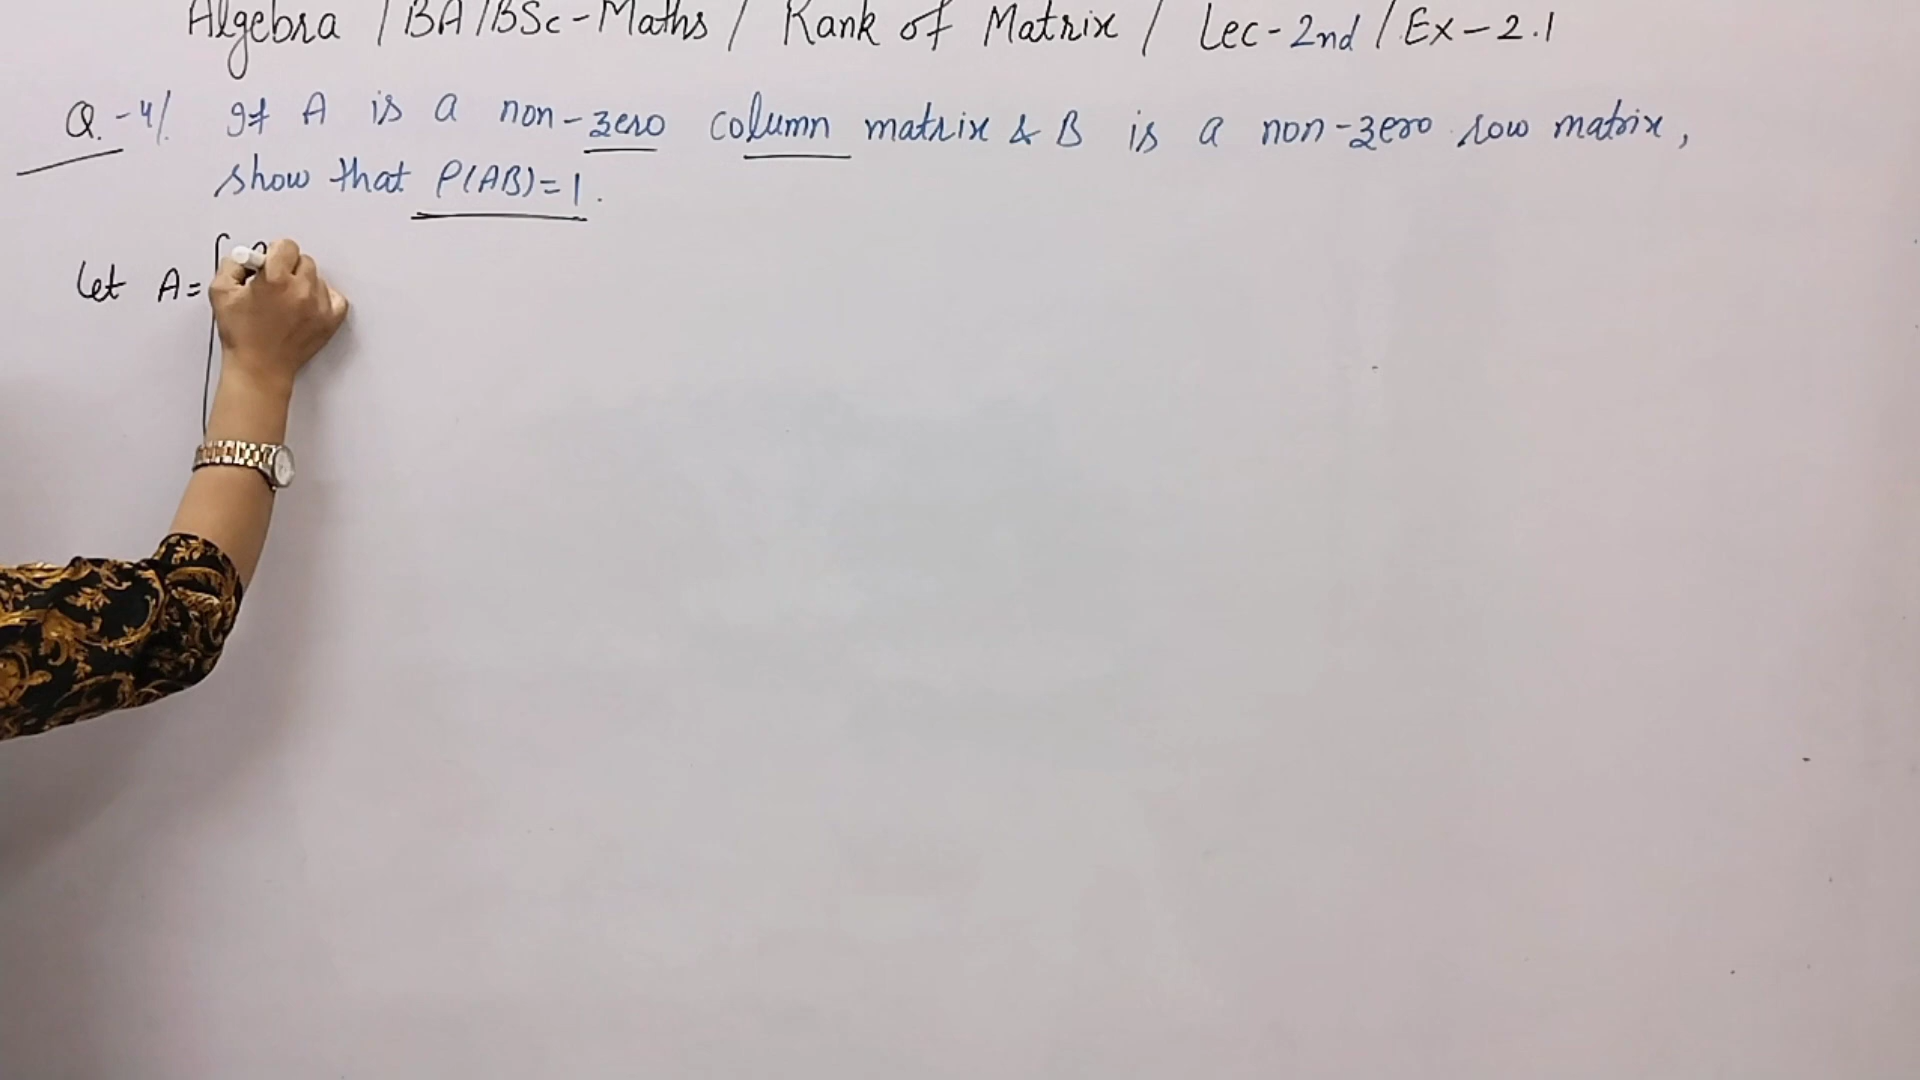 Algebra / BA/BSc-Maths / Rank of Matrix / Lec-2nd / Ex-2.1
Q.-4/. If A is a non-zero column matrix & B is a non-zero row matrix,
show that ρ(AB)=1.
Let A=[